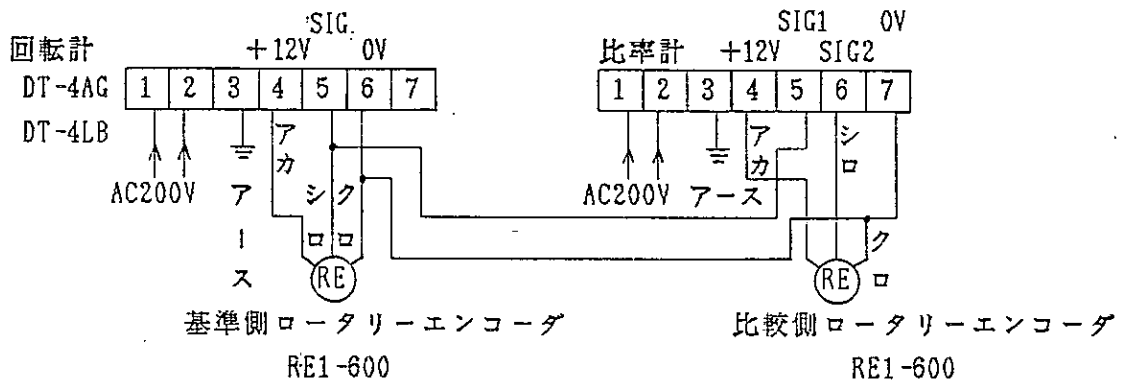 SIG. SIG1 0V
回転計 +12V 0V 比率計 +12V SIG2
DT-4AG 1 2 3 4 5 6 7 1 2 3 4 5 6 7
DT-4LB アカ アカ シロ
AC200V アース シロ クロ AC200V アース クロ
RE RE
基準側ロータリーエンコーダ 比較側ロータリーエンコーダ
RE1-600 RE1-600